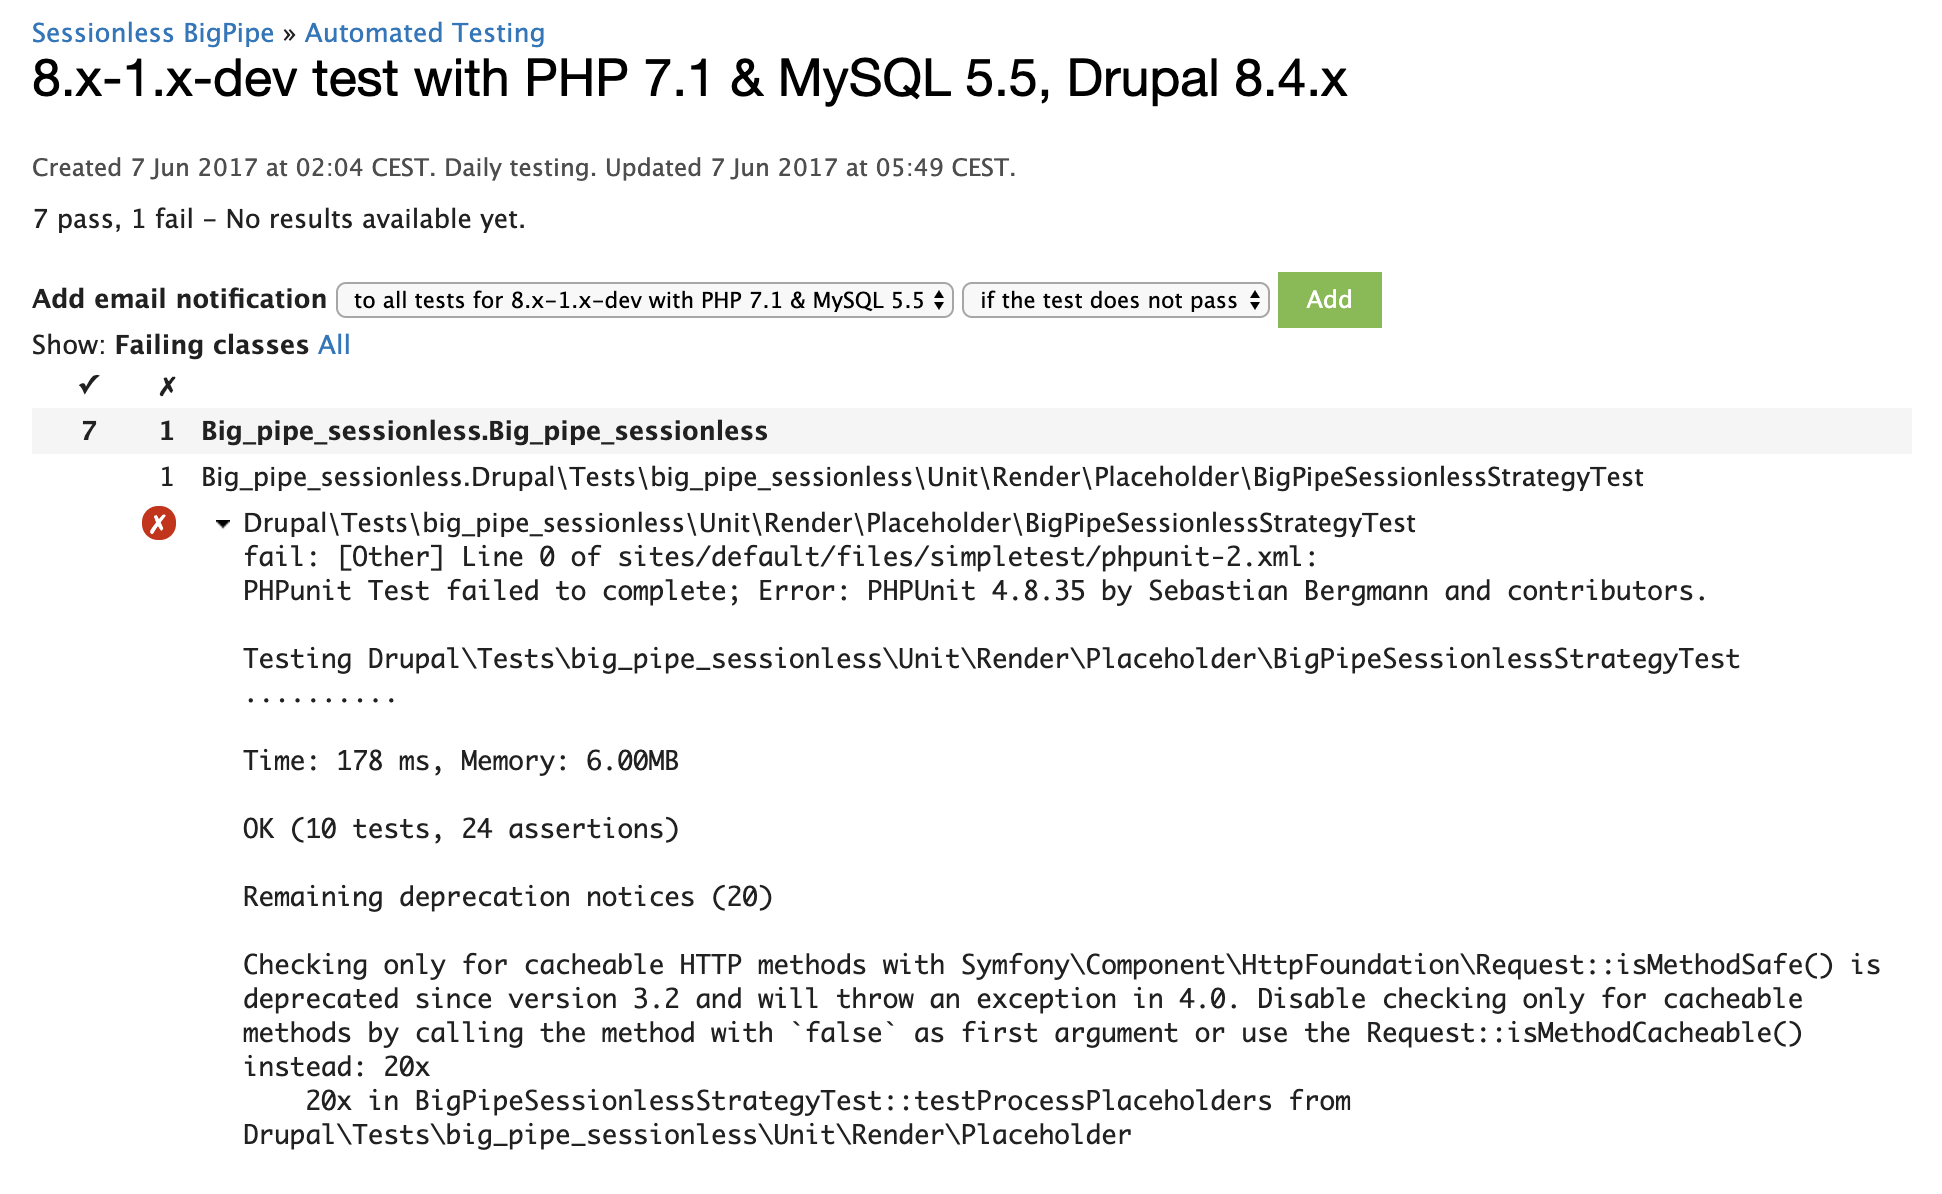 Sessionless BigPipe » Automated Testing
8.x-1.x-dev test with PHP 7.1 & MySQL 5.5, Drupal 8.4.x
Created 7 Jun 2017 at 02:04 CEST. Daily testing. Updated 7 Jun 2017 at 05:49 CEST.
7 pass, 1 fail – No results available yet.
Add email notification to all tests for 8.x-1.x-dev with PHP 7.1 & MySQL 5.5 if the test does not pass Add
Show: Failing classes All
✓ ✗
7 1 Big_pipe_sessionless.Big_pipe_sessionless
1 Big_pipe_sessionless.Drupal\Tests\big_pipe_sessionless\Unit\Render\Placeholder\BigPipeSessionlessStrategyTest
✗ ▼ Drupal\Tests\big_pipe_sessionless\Unit\Render\Placeholder\BigPipeSessionlessStrategyTest
fail: [Other] Line 0 of sites/default/files/simpletest/phpunit-2.xml:
PHPunit Test failed to complete; Error: PHPUnit 4.8.35 by Sebastian Bergmann and contributors.
Testing Drupal\Tests\big_pipe_sessionless\Unit\Render\Placeholder\BigPipeSessionlessStrategyTest
..........
Time: 178 ms, Memory: 6.00MB
OK (10 tests, 24 assertions)
Remaining deprecation notices (20)
Checking only for cacheable HTTP methods with Symfony\Component\HttpFoundation\Request::isMethodSafe() is
deprecated since version 3.2 and will throw an exception in 4.0. Disable checking only for cacheable
methods by calling the method with `false` as first argument or use the Request::isMethodCacheable()
instead: 20x
20x in BigPipeSessionlessStrategyTest::testProcessPlaceholders from
Drupal\Tests\big_pipe_sessionless\Unit\Render\Placeholder